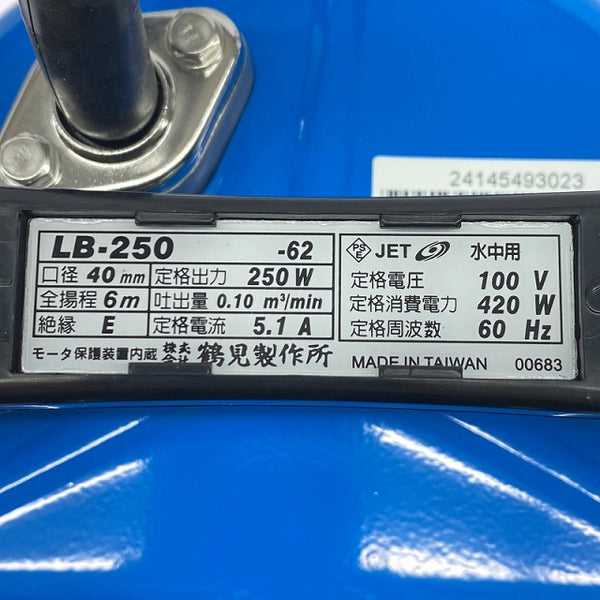 24145493023
LB-250 -62
口径 40 mm 定格出力 250 W
全揚程 6 m 吐出量 0.10 m³/min
絶縁 E 定格電流 5.1 A
モータ保護装置内蔵 株式会社 鶴見製作所
PSE JET 水中用
定格電圧 100 V
定格消費電力 420 W
定格周波数 60 Hz
MADE IN TAIWAN 00683